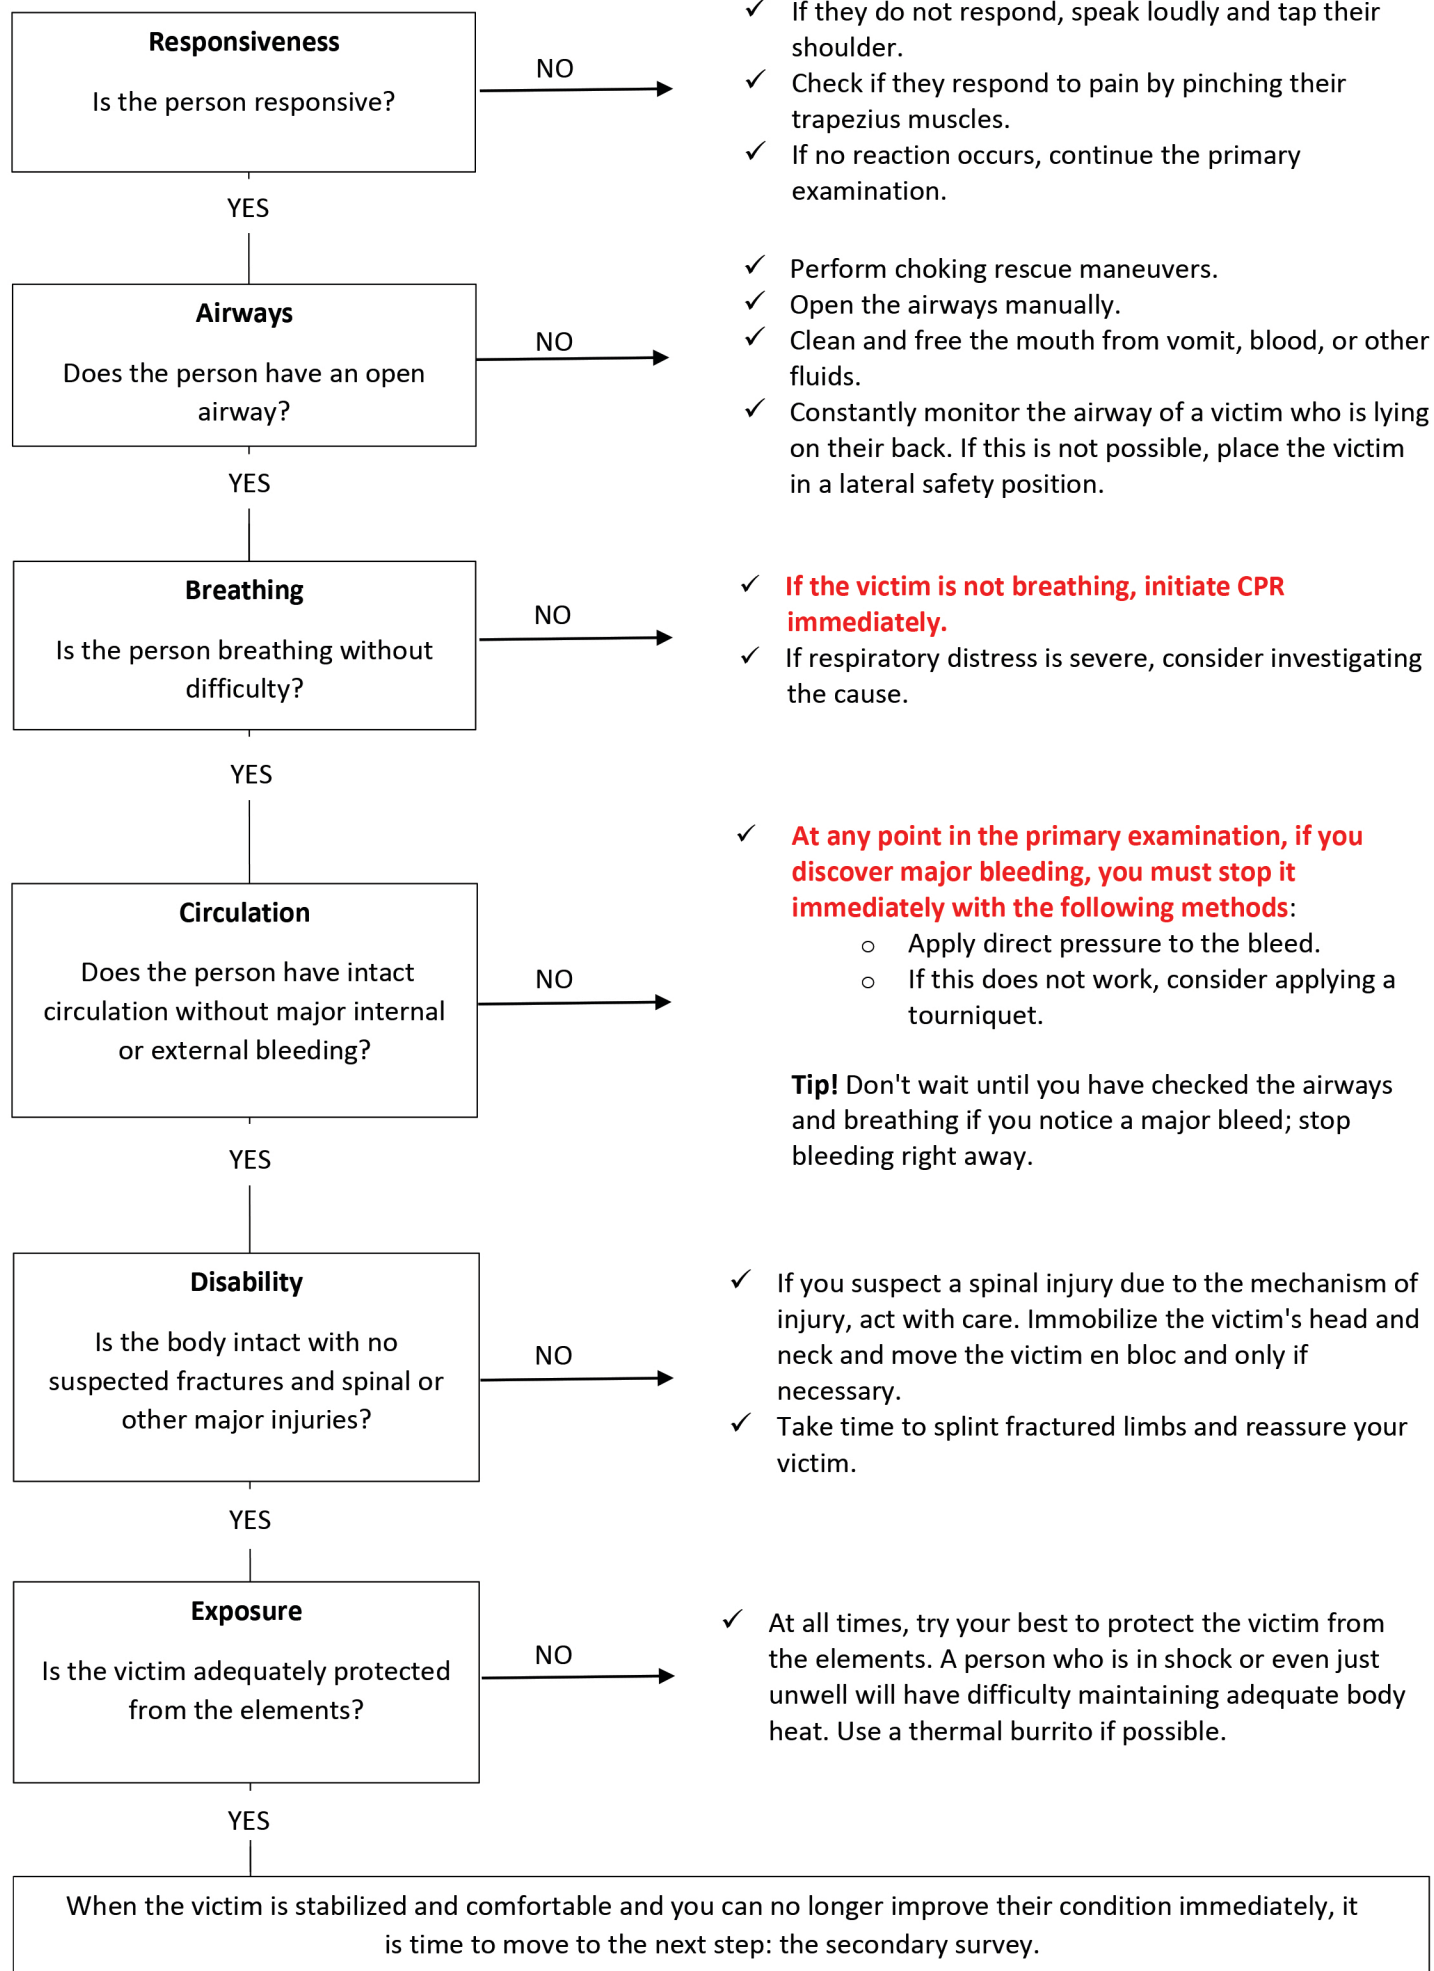 Responsiveness
Is the person responsive?
NO
✓ If they do not respond, speak loudly and tap their
shoulder.
✓ Check if they respond to pain by pinching their
trapezius muscles.
✓ If no reaction occurs, continue the primary
examination.
YES
Airways
Does the person have an open
airway?
NO
✓ Perform choking rescue maneuvers.
✓ Open the airways manually.
✓ Clean and free the mouth from vomit, blood, or other
fluids.
✓ Constantly monitor the airway of a victim who is lying
on their back. If this is not possible, place the victim
in a lateral safety position.
YES
Breathing
Is the person breathing without
difficulty?
NO
✓ If the victim is not breathing, initiate CPR
immediately.
✓ If respiratory distress is severe, consider investigating
the cause.
YES
Circulation
Does the person have intact
circulation without major internal
or external bleeding?
NO
✓ At any point in the primary examination, if you
discover major bleeding, you must stop it
immediately with the following methods:
o Apply direct pressure to the bleed.
o If this does not work, consider applying a
tourniquet.
Tip! Don't wait until you have checked the airways
and breathing if you notice a major bleed; stop
bleeding right away.
YES
Disability
Is the body intact with no
suspected fractures and spinal or
other major injuries?
NO
✓ If you suspect a spinal injury due to the mechanism of
injury, act with care. Immobilize the victim's head and
neck and move the victim en bloc and only if
necessary.
✓ Take time to splint fractured limbs and reassure your
victim.
YES
Exposure
Is the victim adequately protected
from the elements?
NO
✓ At all times, try your best to protect the victim from
the elements. A person who is in shock or even just
unwell will have difficulty maintaining adequate body
heat. Use a thermal burrito if possible.
YES
When the victim is stabilized and comfortable and you can no longer improve their condition immediately, it
is time to move to the next step: the secondary survey.